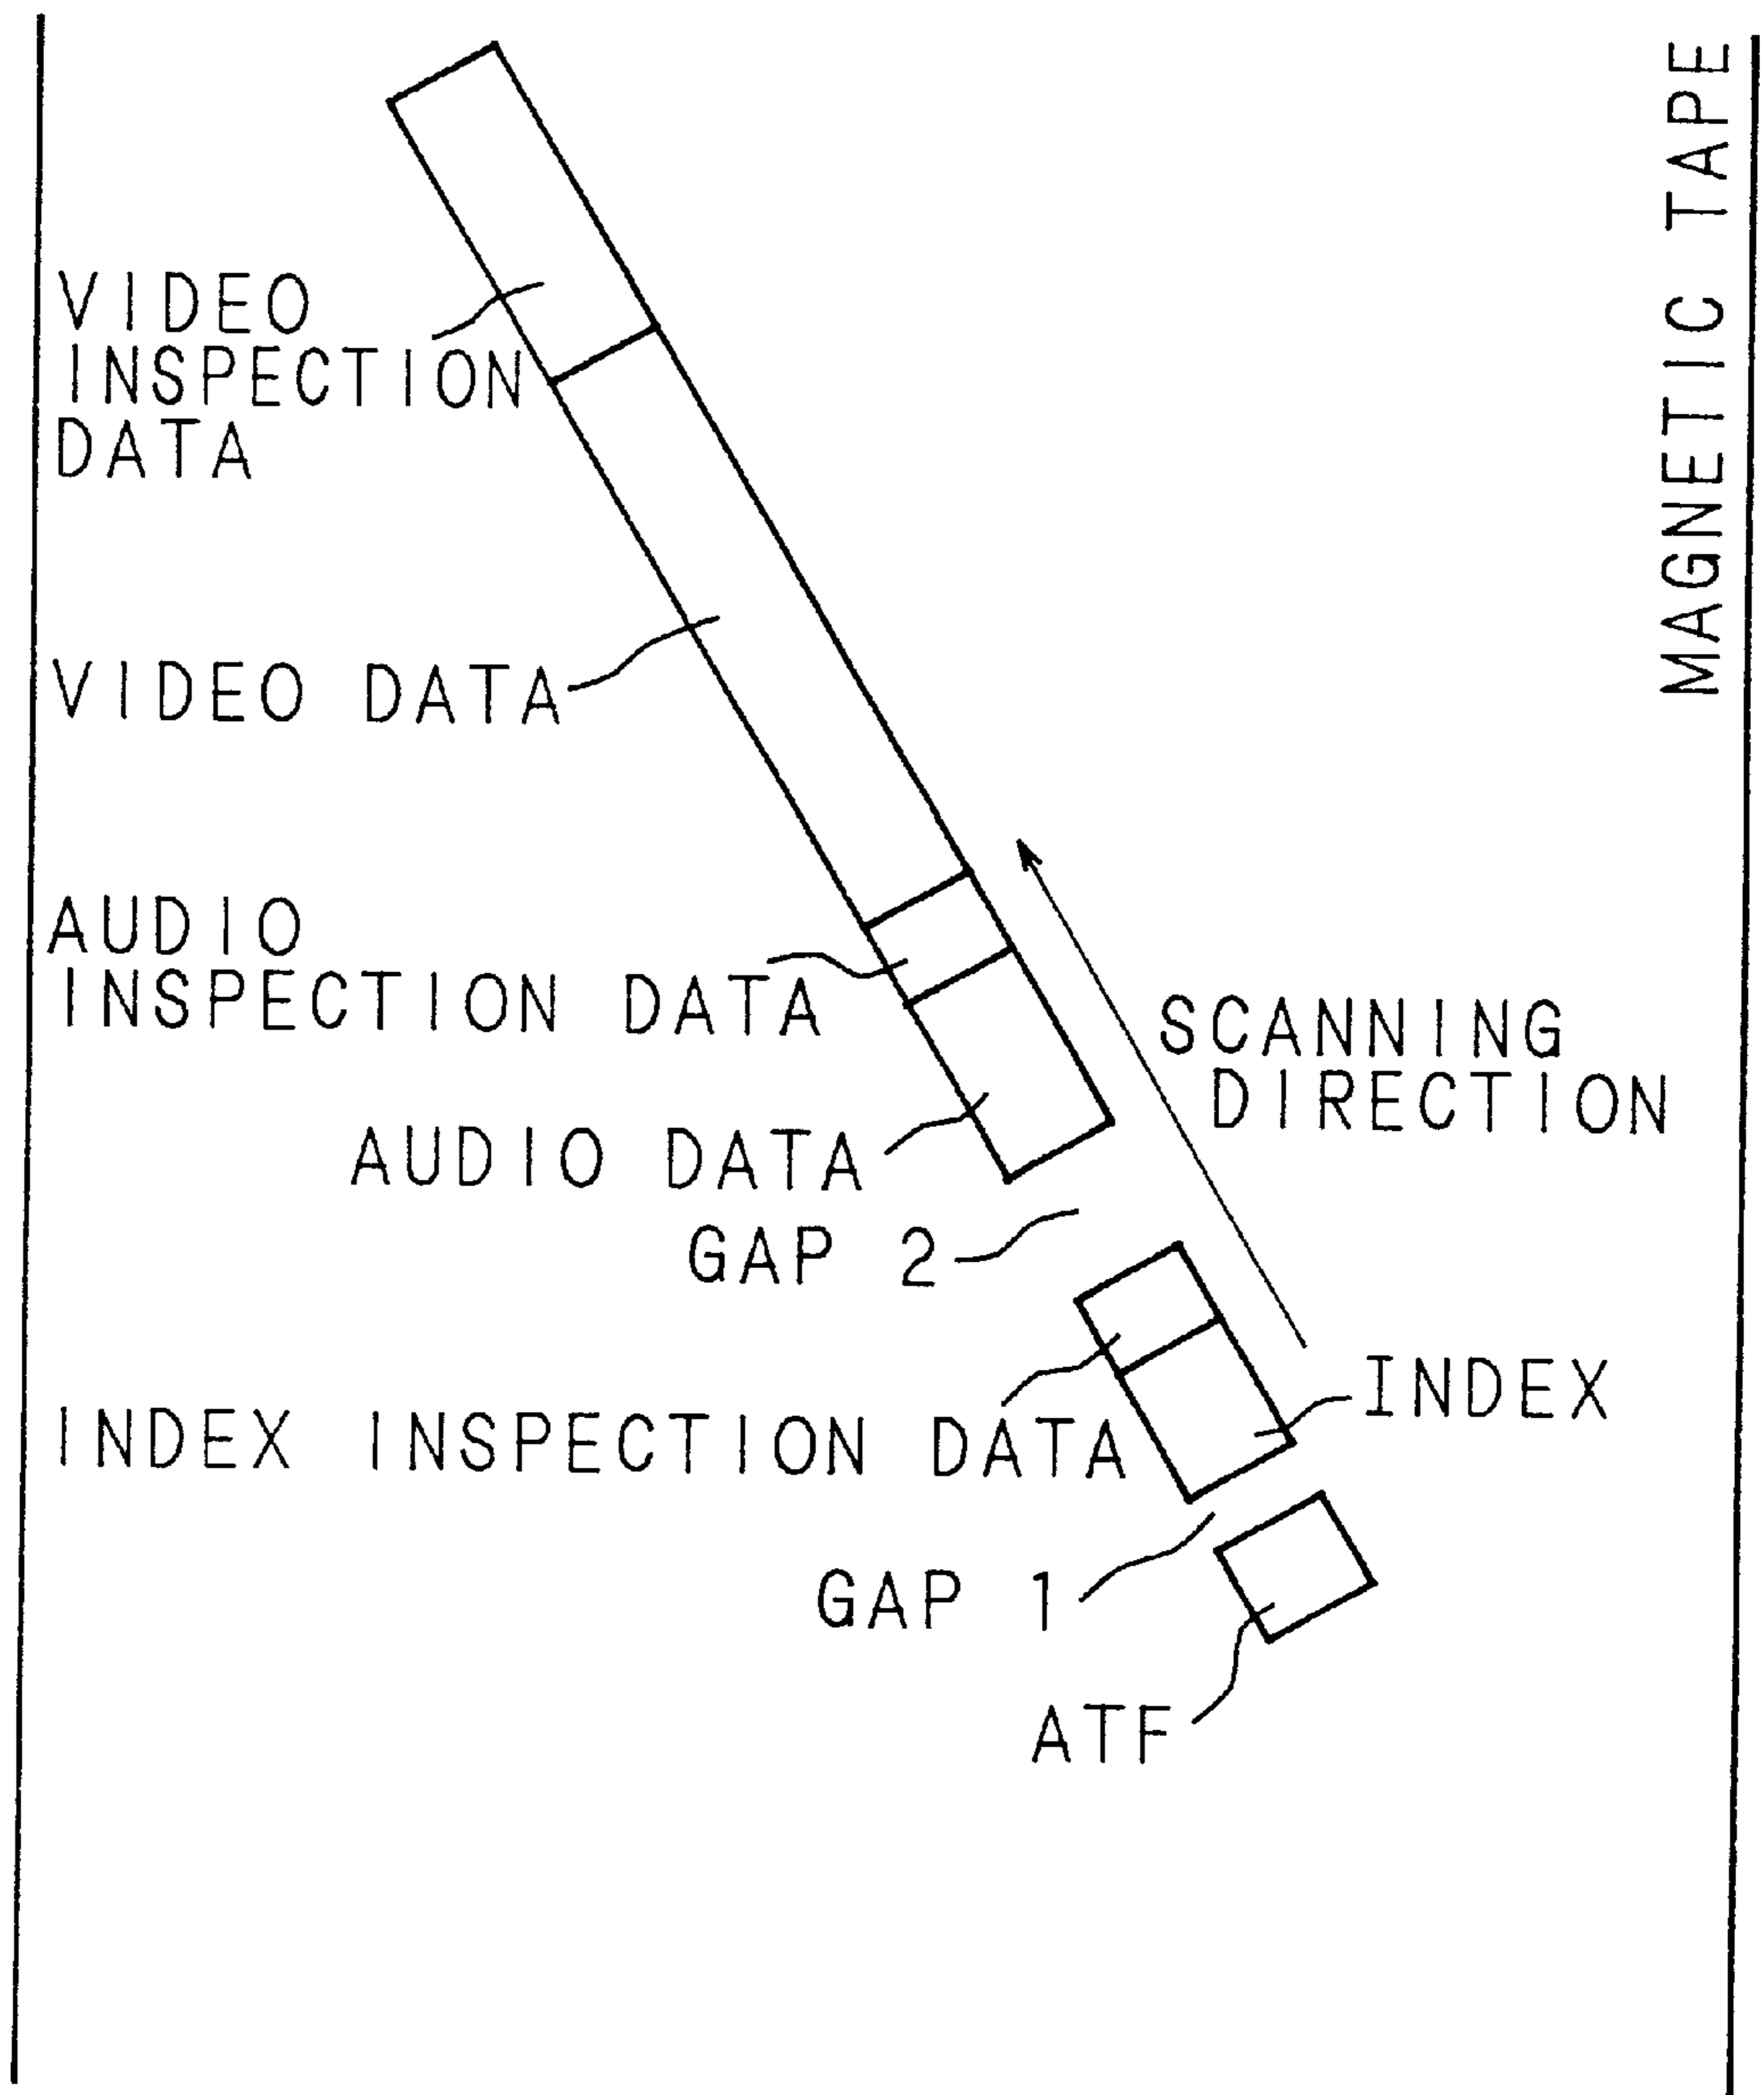 MAGNETIC TAPE
VIDEO
INSPECTION
DATA
VIDEO DATA
AUDIO
INSPECTION DATA
SCANNING
DIRECTION
AUDIO DATA
GAP 2
INDEX
INDEX INSPECTION DATA
GAP 1
ATF